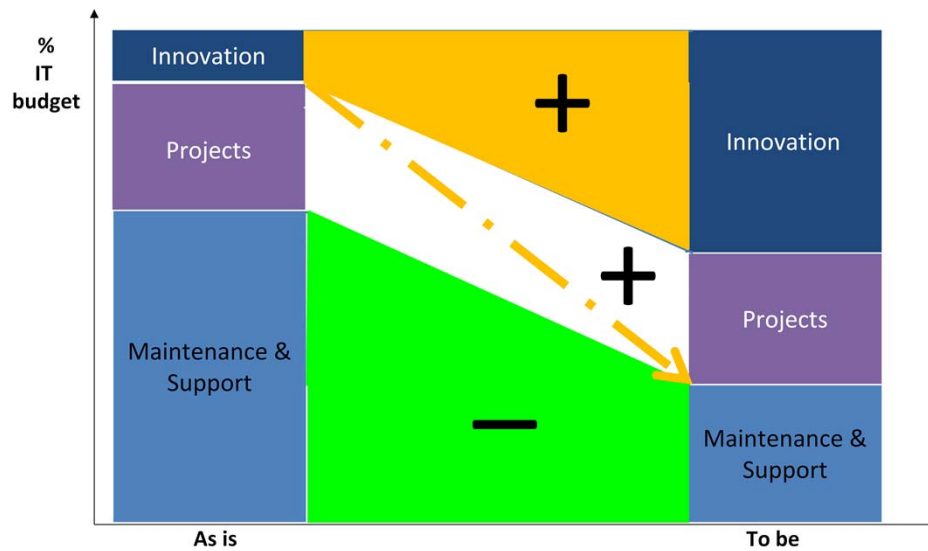 %
IT
budget
Innovation
Projects
Maintenance &
Support
+
+
−
Innovation
Projects
Maintenance &
Support
As is
To be